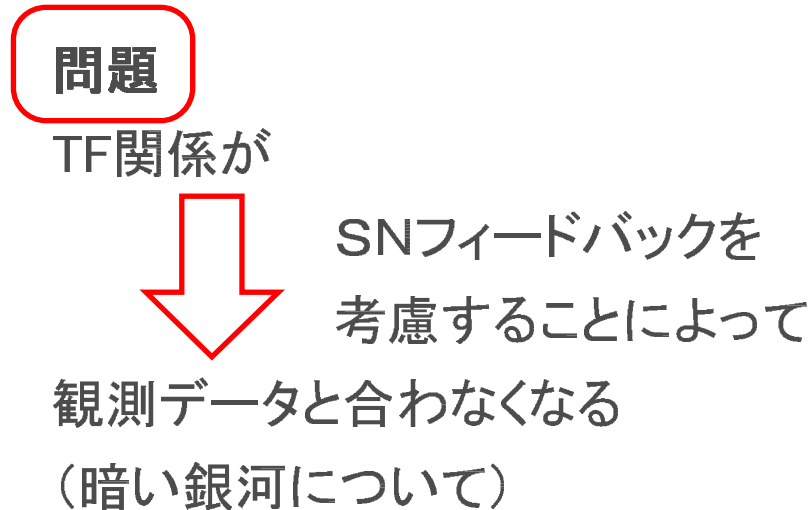 問題
TF関係が
ＳＮフィードバックを
考慮することによって
観測データと合わなくなる
（暗い銀河について）